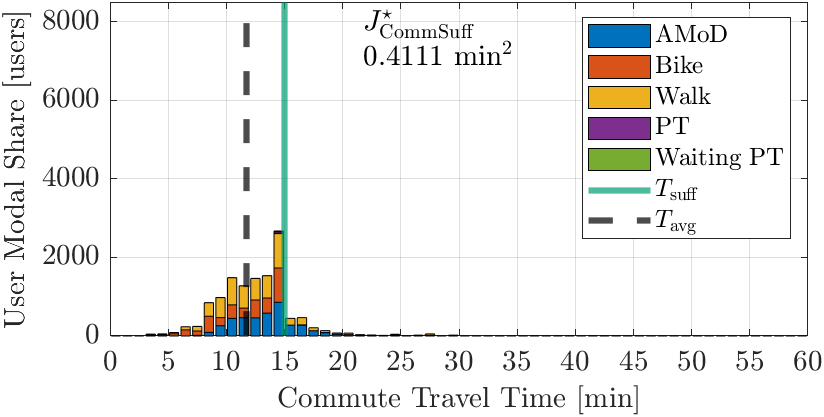 J⋆CommSuff
0.4111 min²
AMoD
Bike
Walk
PT
Waiting PT
Tsuff
Tavg
User Modal Share [users]
8000
6000
4000
2000
0
0 5 10 15 20 25 30 35 40 45 50 55 60
Commute Travel Time [min]